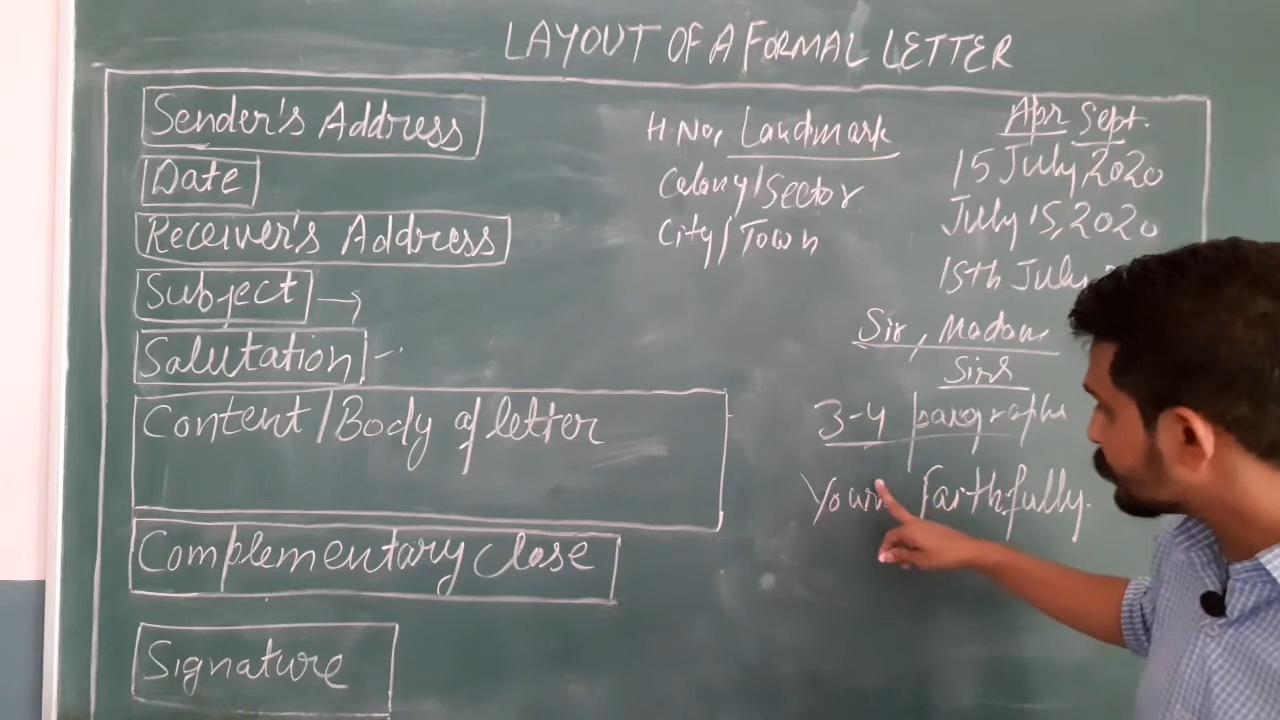 LAYOUT OF A FORMAL LETTER
Sender's Address
Date
Receiver's Address
Subject
Salutation
Content/Body of letter
Complementary close
Signature
H No, Landmark
Colony/Sector
City/Town
Apr Sept.
15 July, 2020
July 15, 2020
15th July
Sir, Madam
Sirs
3-4 paragraphs
faithfully.